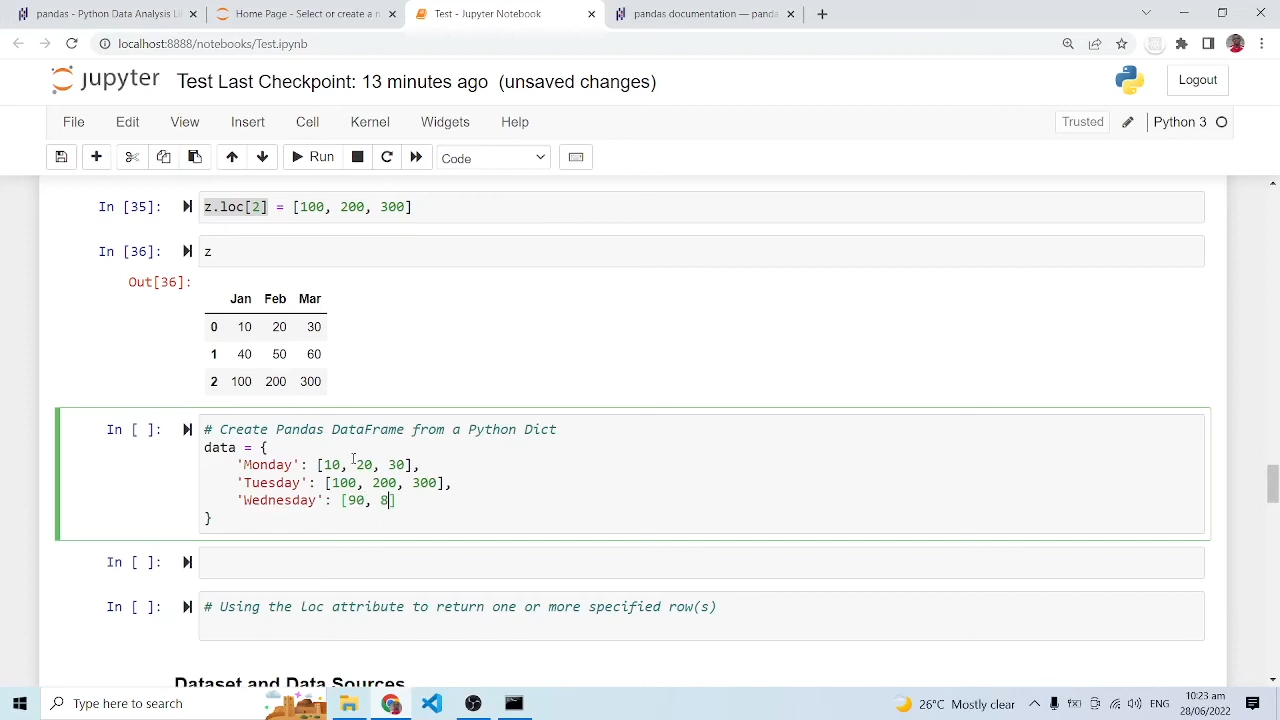 pandas - Python Data Analysis Li
Home Page - Select or create a n
Test - Jupyter Notebook
pandas documentation — panda
localhost:8888/notebooks/Test.ipynb
jupyter Test Last Checkpoint: 13 minutes ago (unsaved changes)
Logout
File Edit View Insert Cell Kernel Widgets Help
Trusted
Python 3
Run
Code
In [35]: z.loc[2] = [100, 200, 300]
In [36]: z
Out[36]:
Jan Feb Mar
0 10 20 30
1 40 50 60
2 100 200 300
In [ ]: # Create Pandas DataFrame from a Python Dict
data = {
'Monday': [10, 20, 30],
'Tuesday': [100, 200, 300],
'Wednesday': [90, 8]
}
In [ ]:
In [ ]: # Using the loc attribute to return one or more specified row(s)
Dataset and Data Sources
Type here to search
26°C Mostly clear
ENG
10:23 am
28/06/2022